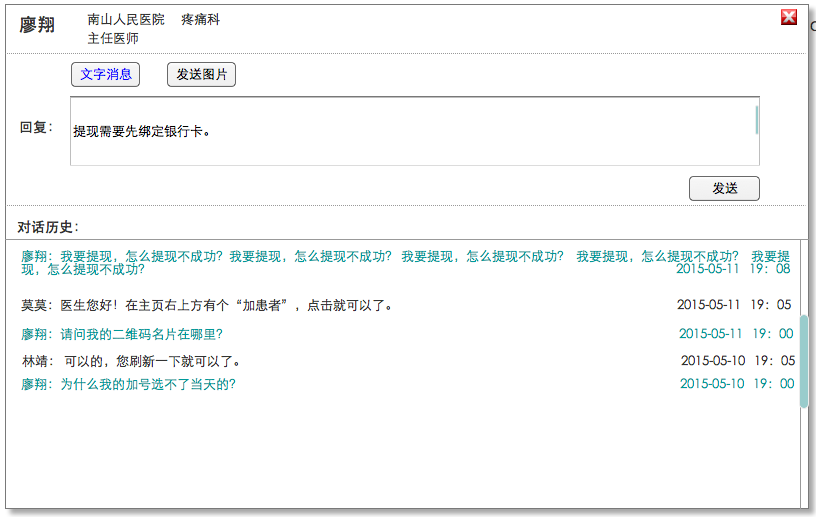 廖翔 南山人民医院 疼痛科
主任医师
文字消息 发送图片
回复: 提现需要先绑定银行卡。
发送
对话历史:
廖翔: 我要提现, 怎么提现不成功? 我要提现, 怎么提现不成功? 我要提现, 怎么提现不成功? 我要提现, 怎么提现不成功? 我要提
现, 怎么提现不成功? 2015-05-11 19: 08
莫莫: 医生您好! 在主页右上方有个“加患者”, 点击就可以了。 2015-05-11 19: 05
廖翔: 请问我的二维码名片在哪里? 2015-05-11 19: 00
林靖: 可以的, 您刷新一下就可以了。 2015-05-10 19: 05
廖翔: 为什么我的加号选不了当天的? 2015-05-10 19: 00